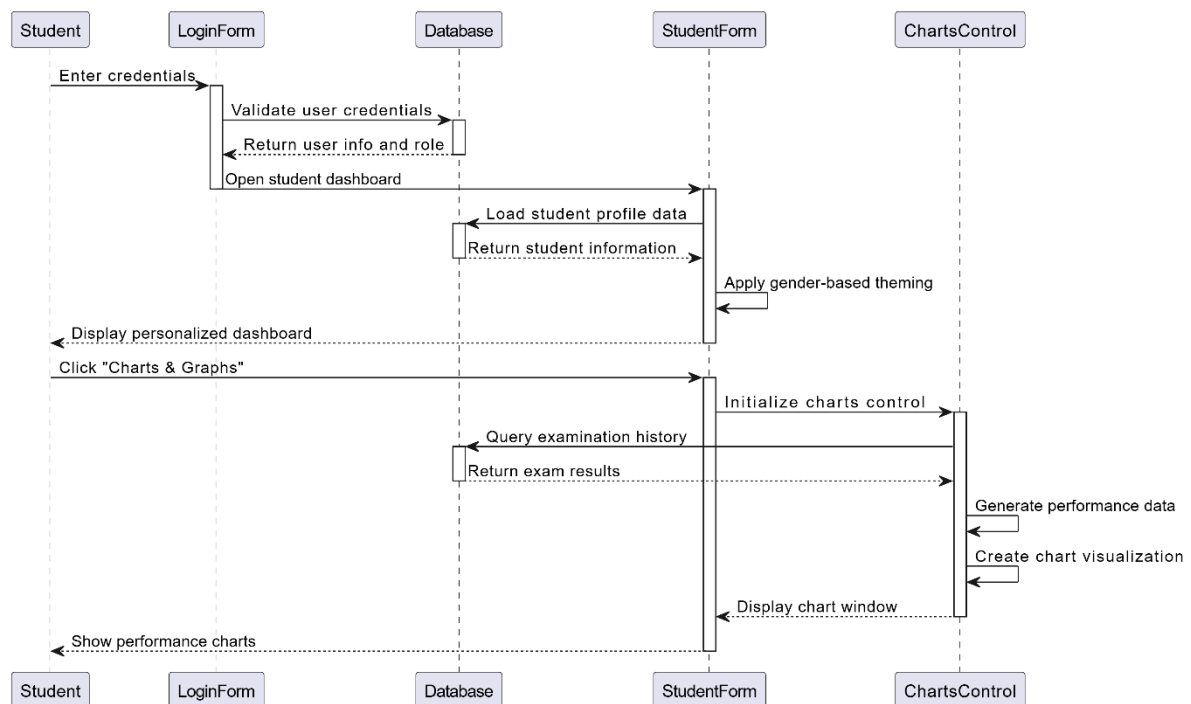 Student
LoginForm
Database
StudentForm
ChartsControl
Enter credentials
Validate user credentials
Return user info and role
Open student dashboard
Load student profile data
Return student information
Apply gender-based theming
Display personalized dashboard
Click "Charts & Graphs"
Initialize charts control
Query examination history
Return exam results
Generate performance data
Create chart visualization
Display chart window
Show performance charts
Student
LoginForm
Database
StudentForm
ChartsControl